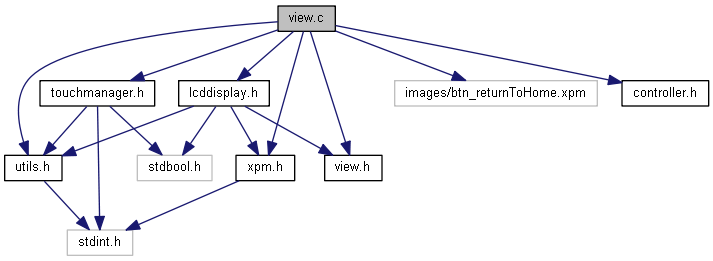 view.c
touchmanager.h
lcddisplay.h
images/btn_returnToHome.xpm
controller.h
utils.h
stdbool.h
xpm.h
view.h
stdint.h